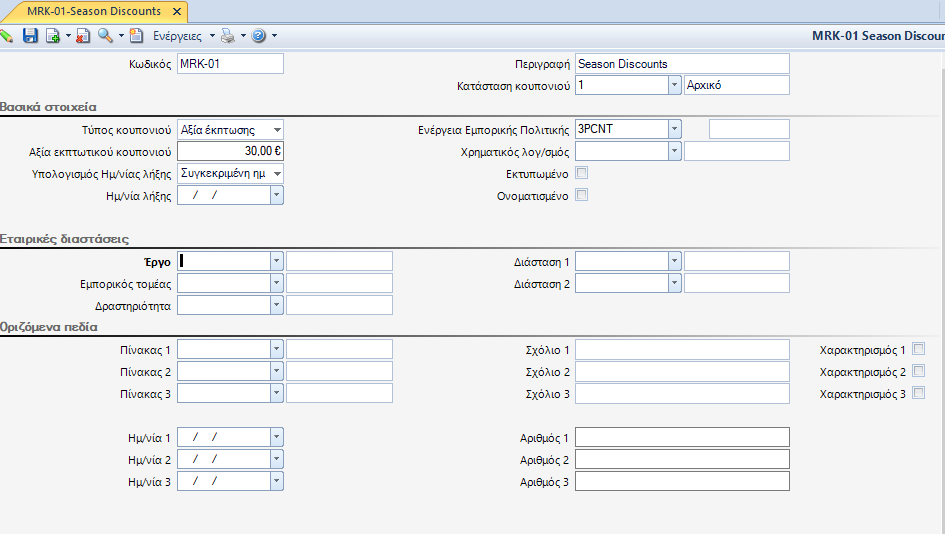 MRK-01-Season Discounts
Ενέργειες
MRK-01 Season Discour
Κωδικός MRK-01 Περιγραφή Season Discounts
Κατάσταση κουπονιού 1 Αρχικό
Βασικά στοιχεία
Τύπος κουπονιού Αξία έκπτωσης Ενέργεια Εμπορικής Πολιτικής 3PCNT
Αξία εκπτωτικού κουπονιού 30,00 € Χρηματικός λογ/σμός
Υπολογισμός Ημ/νίας λήξης Συγκεκριμένη ημ Εκτυπωμένο
Ημ/νία λήξης / / Ονοματισμένο
Εταιρικές διαστάσεις
Έργο Διάσταση 1
Εμπορικός τομέας Διάσταση 2
Δραστηριότητα
Οριζόμενα πεδία
Πίνακας 1 Σχόλιο 1 Χαρακτηρισμός 1
Πίνακας 2 Σχόλιο 2 Χαρακτηρισμός 2
Πίνακας 3 Σχόλιο 3 Χαρακτηρισμός 3
Ημ/νία 1 / / Αριθμός 1
Ημ/νία 2 / / Αριθμός 2
Ημ/νία 3 / / Αριθμός 3